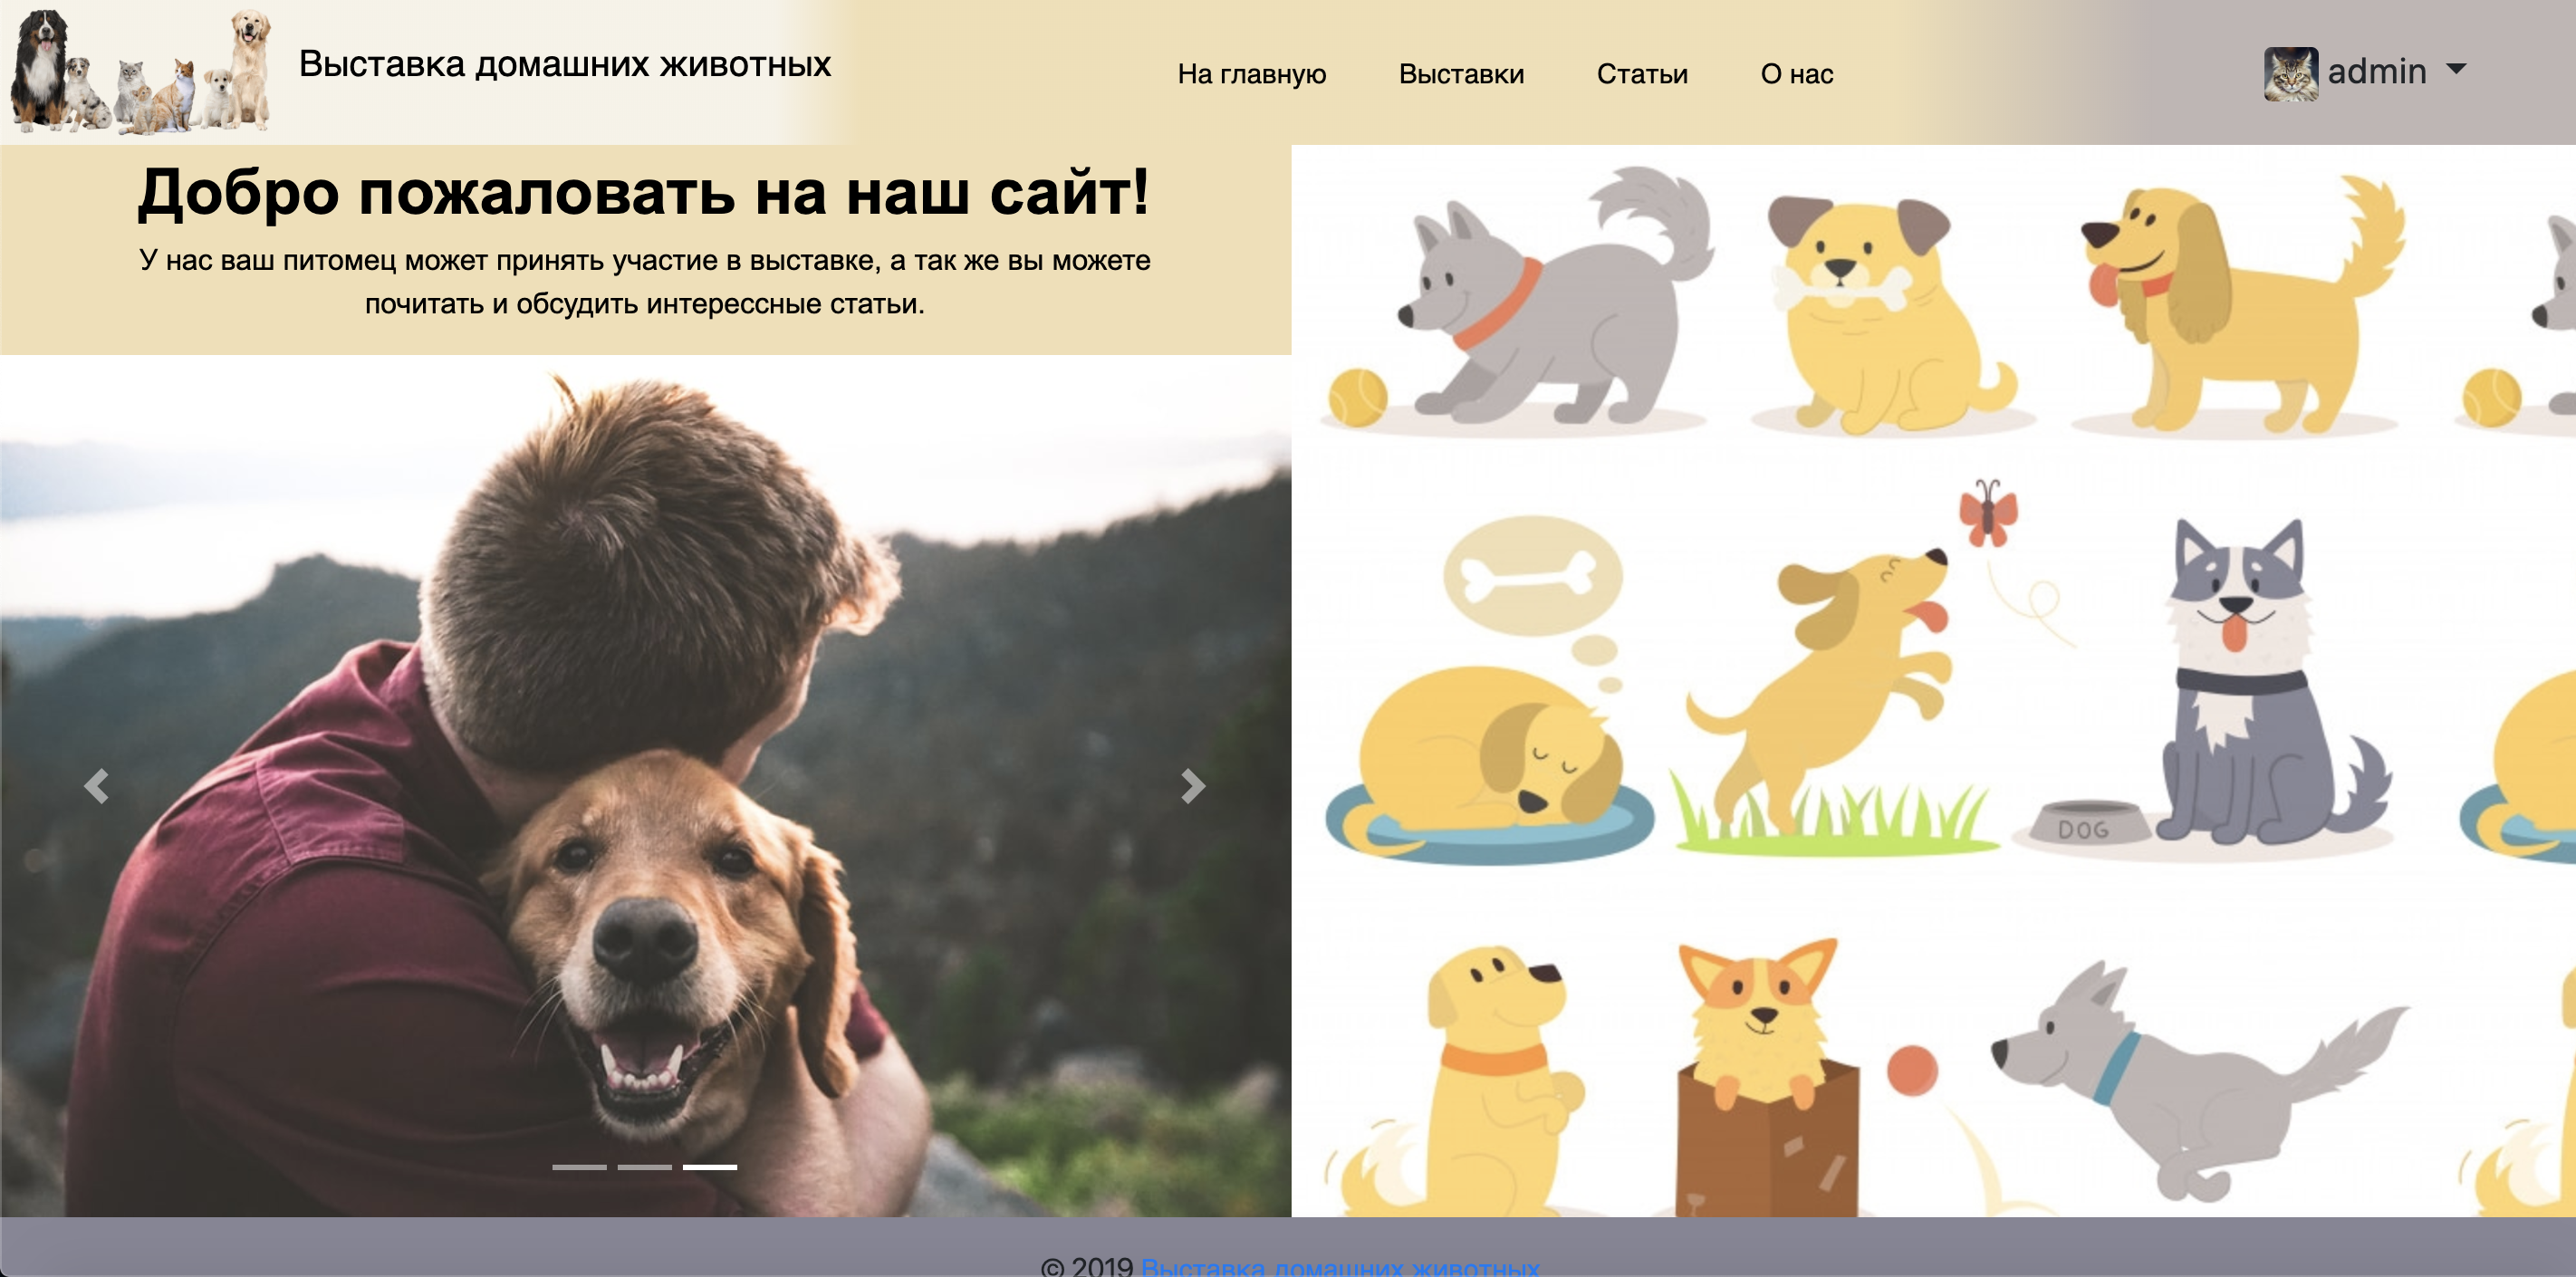 Выставка домашних животных
На главную
Выставки
Статьи
О нас
admin
Добро пожаловать на наш сайт!
У нас ваш питомец может принять участие в выставке, а так же вы можете
почитать и обсудить интерессные статьи.
DOG
© 2019 Выставка домашних животных